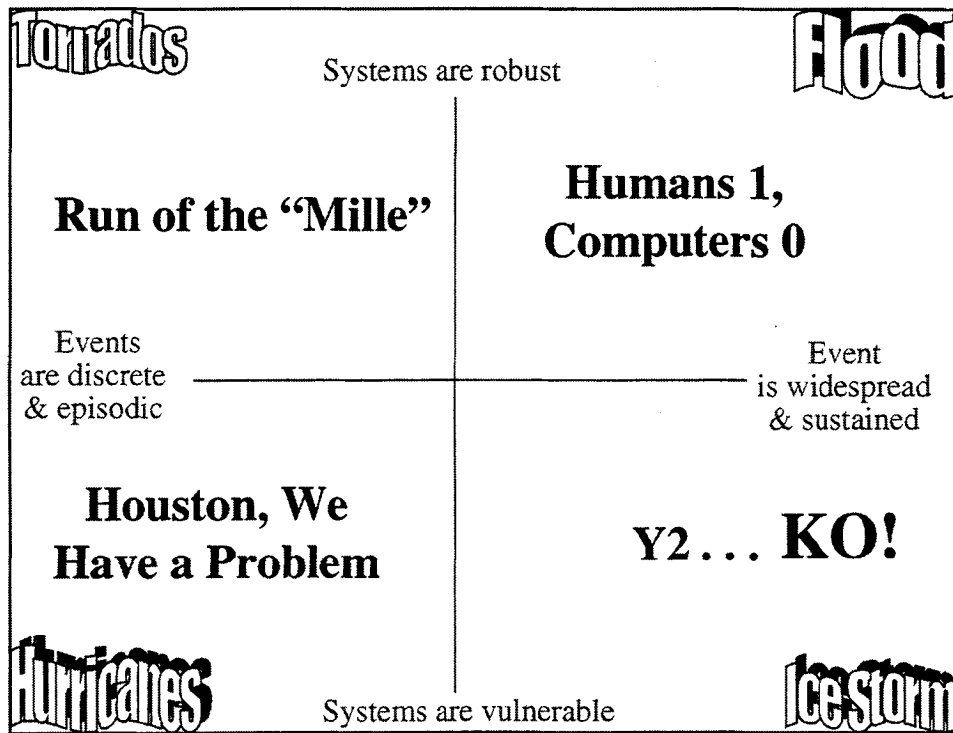 Tornados
Flood
Systems are robust
Run of the “Mille”
Humans 1,
Computers 0
Events
are discrete
& episodic
Event
is widespread
& sustained
Houston, We
Have a Problem
Y2... KO!
Hurricanes
Ice storm
Systems are vulnerable